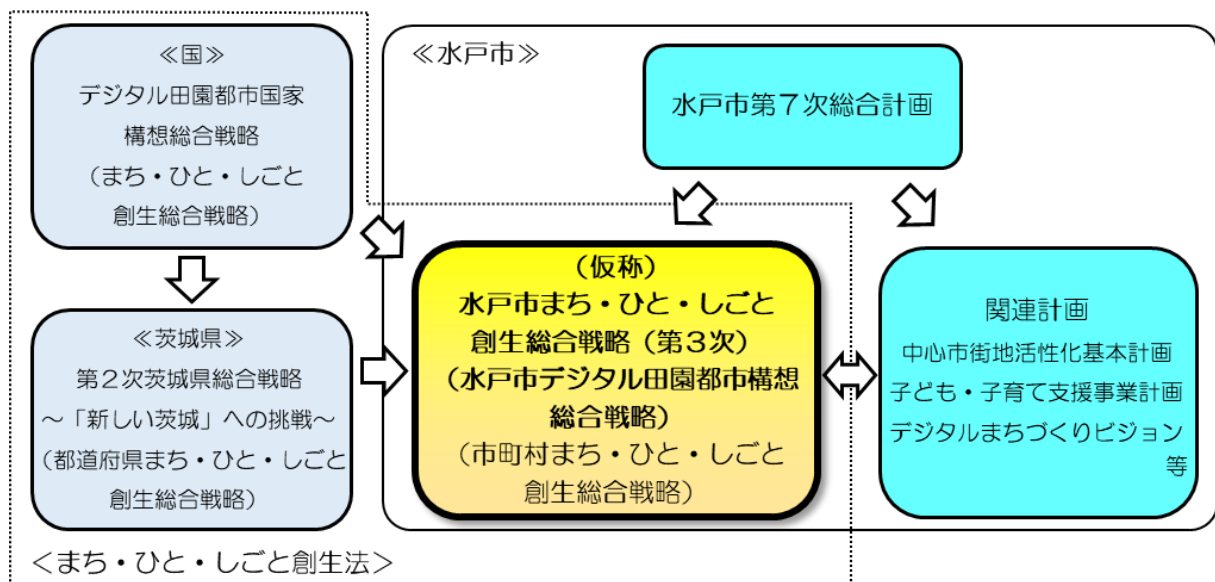 ≪国≫
デジタル田園都市国家
構想総合戦略
（まち・ひと・しごと
創生総合戦略）
≪茨城県≫
第２次茨城県総合戦略
～「新しい茨城」への挑戦～
（都道府県まち・ひと・しごと
創生総合戦略）
＜まち・ひと・しごと創生法＞
≪水戸市≫
水戸市第７次総合計画
（仮称）
水戸市まち・ひと・しごと
創生総合戦略（第３次）
（水戸市デジタル田園都市構想
総合戦略）
（市町村まち・ひと・しごと
創生総合戦略）
関連計画
中心市街地活性化基本計画
子ども・子育て支援事業計画
デジタルまちづくりビジョン
等